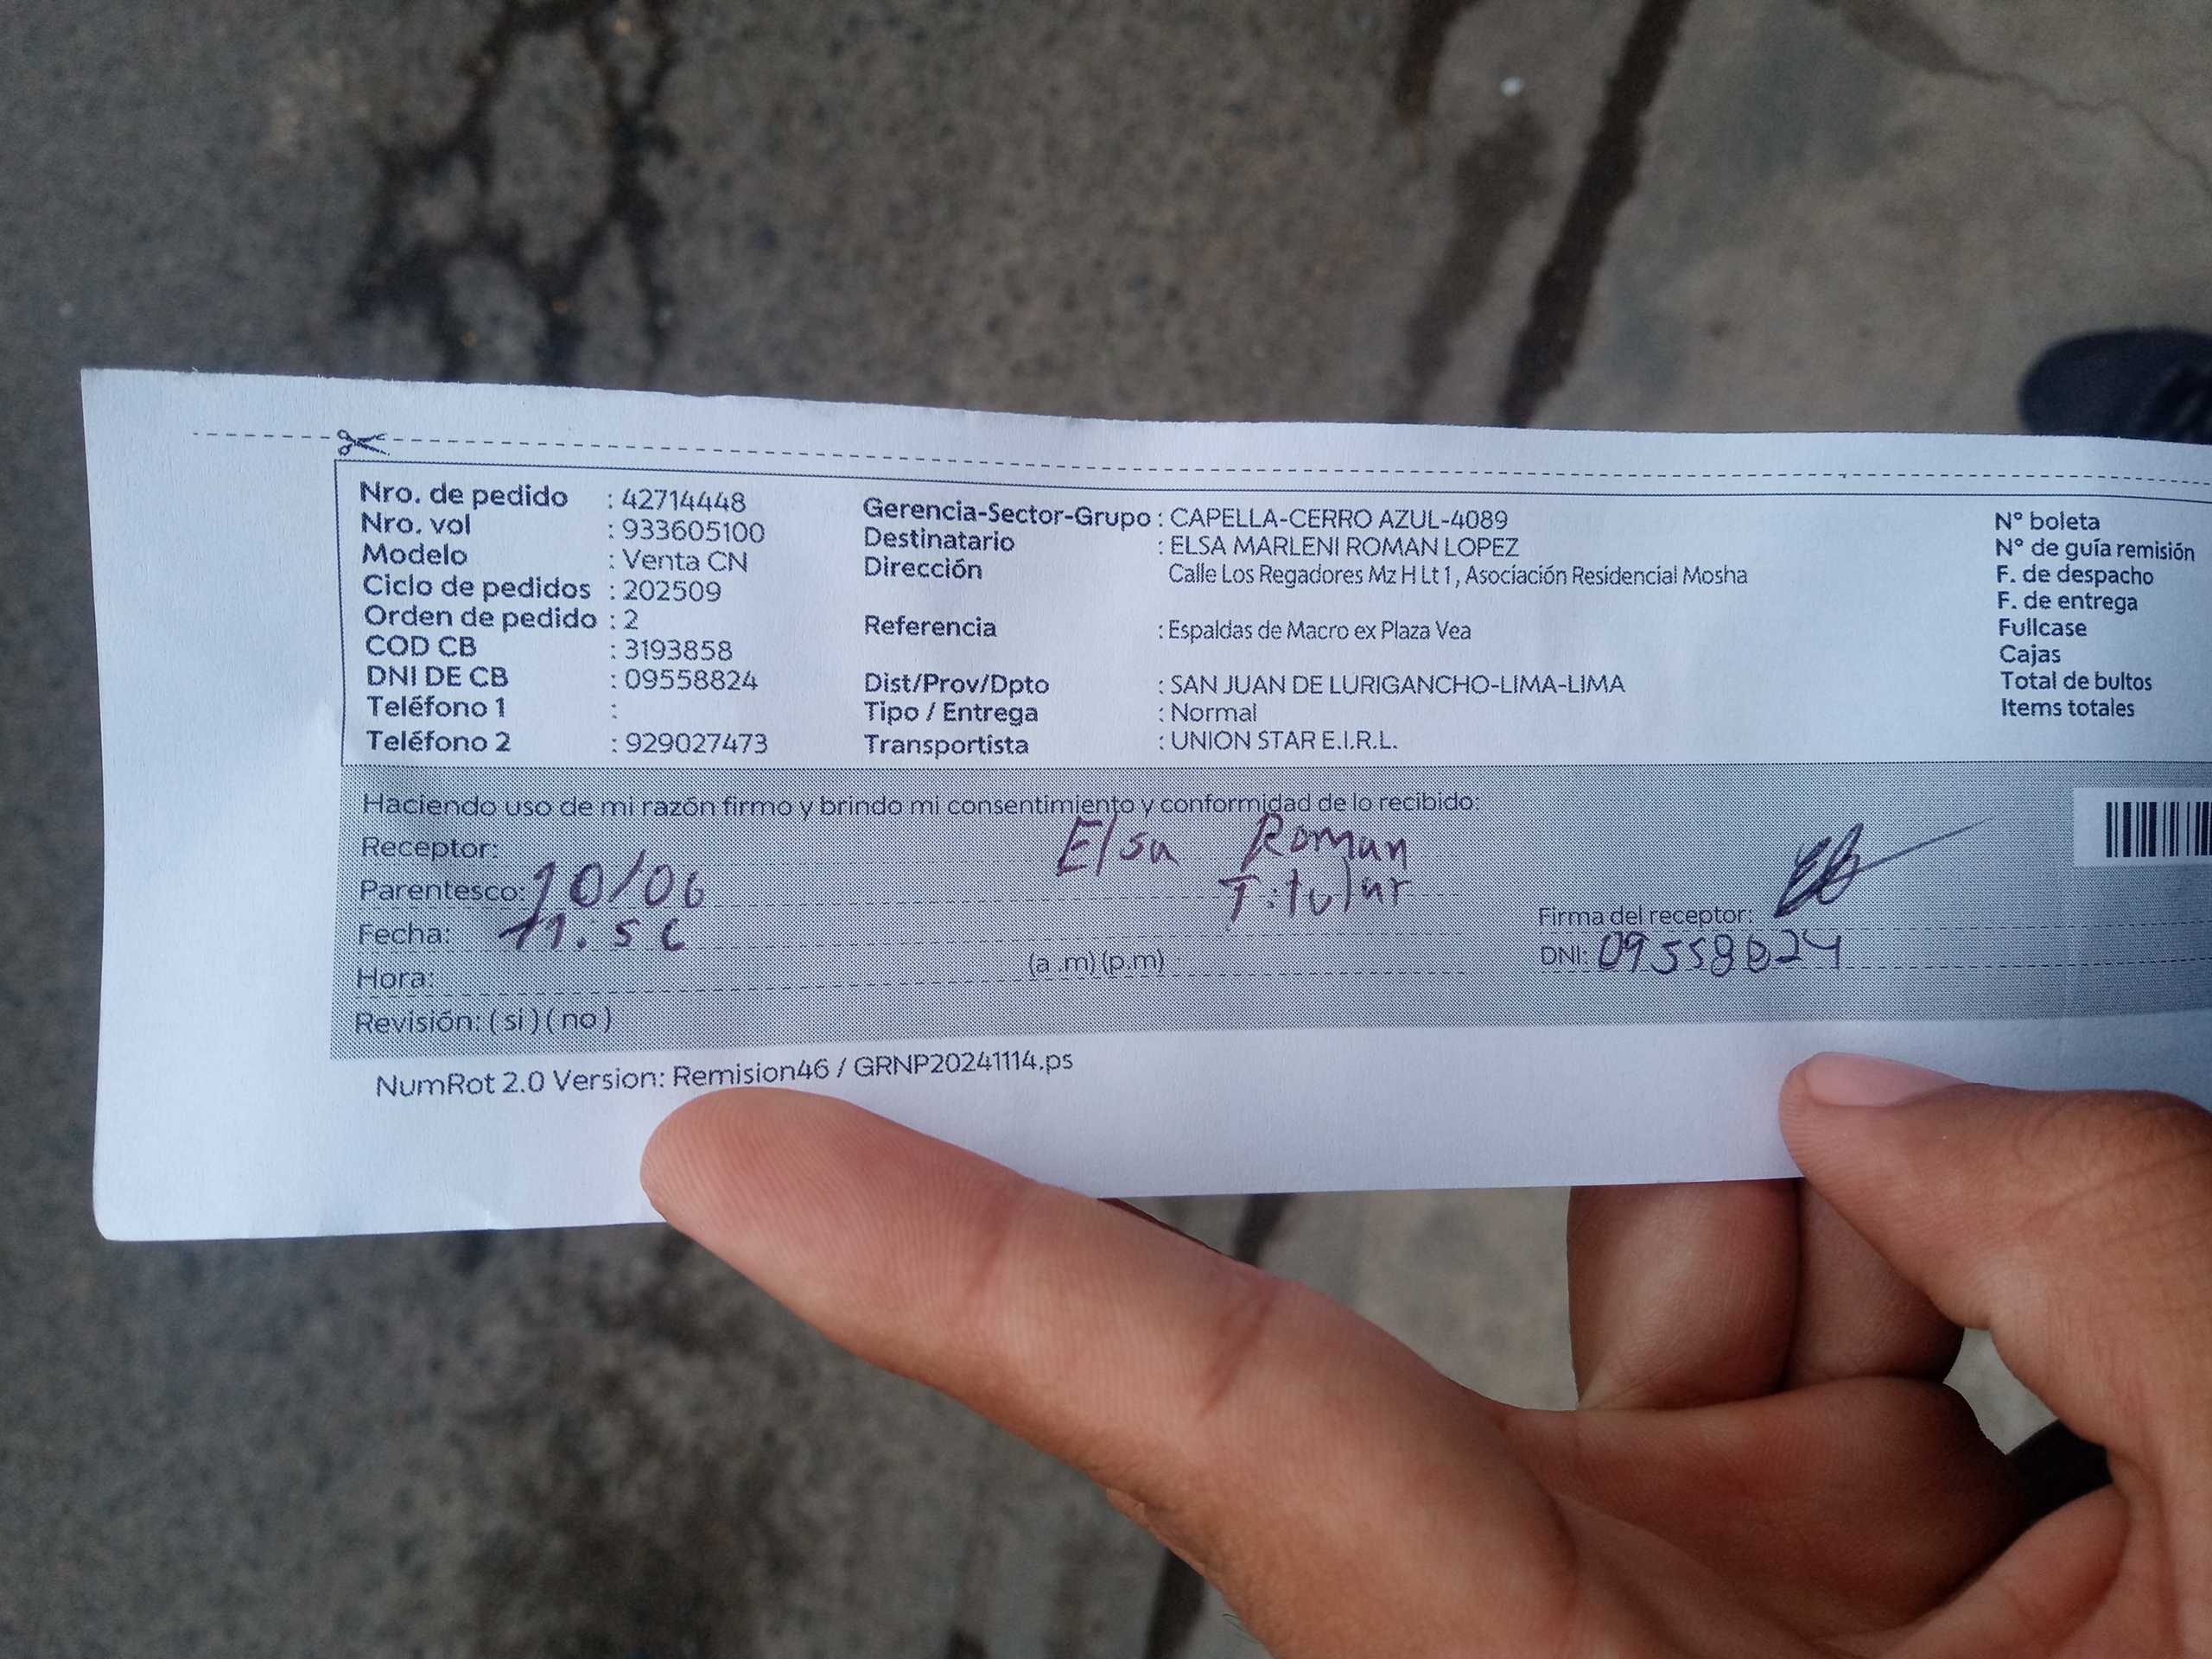 Nro. de pedido : 42714448
Nro. vol : 933605100
Modelo : Venta CN
Ciclo de pedidos : 202509
Orden de pedido : 2
COD CB : 3193858
DNI DE CB : 09558824
Teléfono 1 :
Teléfono 2 : 929027473
Gerencia-Sector-Grupo : CAPELLA-CERRO AZUL-4089
Destinatario : ELSA MARLENI ROMAN LOPEZ
Dirección Calle Los Regadores Mz H Lt 1, Asociación Residencial Mosha
Referencia : Espaldas de Macro ex Plaza Vea
Dist/Prov/Dpto : SAN JUAN DE LURIGANCHO-LIMA-LIMA
Tipo / Entrega : Normal
Transportista : UNION STAR E.I.R.L.
N° boleta
N° de guía remisión
F. de despacho
F. de entrega
Fullcase
Cajas
Total de bultos
Items totales
Haciendo uso de mi razón firmo y brindo mi consentimiento y conformidad de lo recibido:
Receptor: Elsa Roman
Parentesco: 10/06 Titular
Fecha: 11.56
Hora: (a.m) (p.m)
Revisión: ( si ) ( no )
Firma del receptor:
DNI: 09558824
NumRot 2.0 Version: Remision46 / GRNP20241114.ps